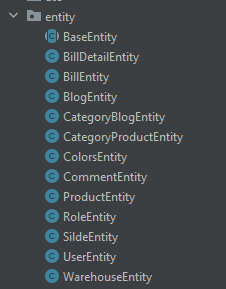 entity
BaseEntity
BillDetailEntity
BillEntity
BlogEntity
CategoryBlogEntity
CategoryProductEntity
ColorsEntity
CommentEntity
ProductEntity
RoleEntity
SildeEntity
UserEntity
WarehouseEntity